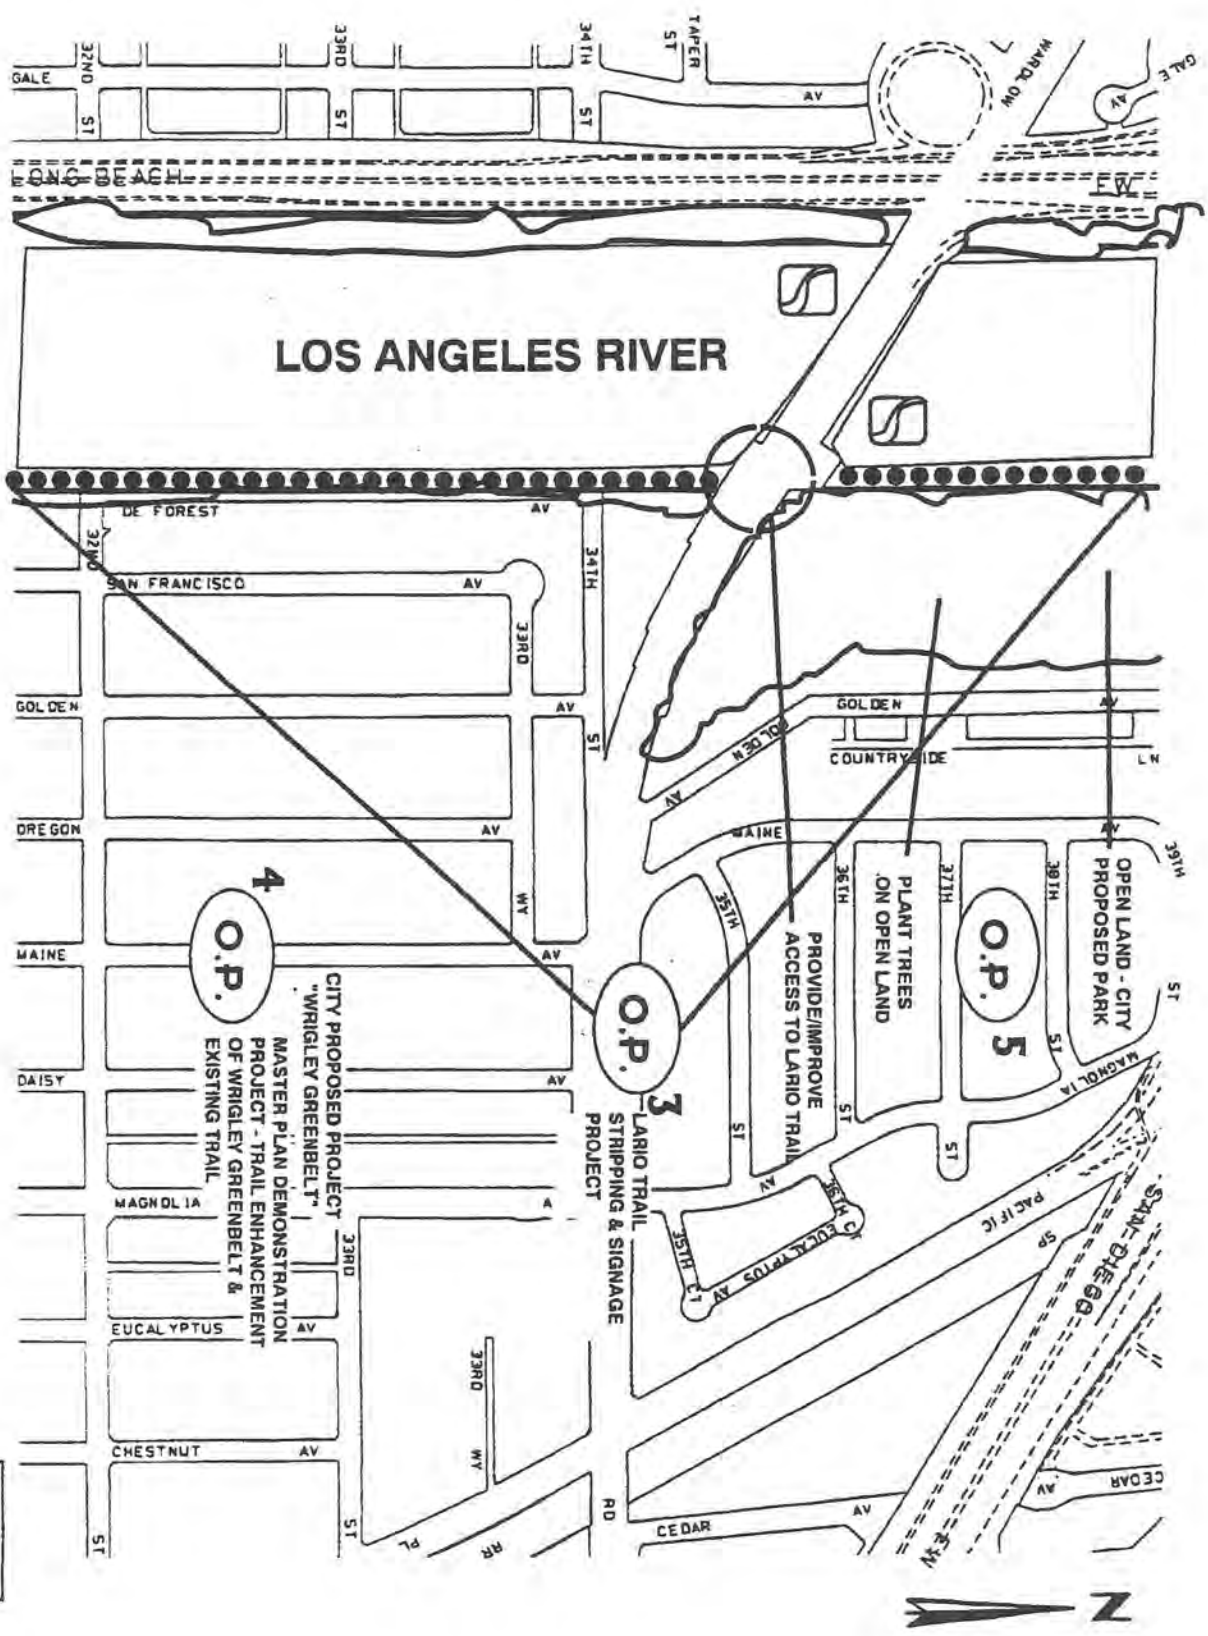 LOS ANGELES RIVER
GALE
AV
32ND
ST
33RD
ST
34TH
ST
TAPER
ST
WARDLOW
GALE
AV
LONG BEACH
FW
DE FOREST
AV
32ND
SAN FRANCISCO
AV
33RD
34TH
ST
GOLDEN
AV
OREGON
AV
WY
MAINE
AV
DAISY
AV
MAGNOLIA
A
EUCALYPTUS
AV
CHESTNUT
AV
ST
33RD
ST
33RD
WY
GOLDEN
AV
GOLDEN
AV
COUNTRYSIDE
LN
MAINE
AV
35TH
ST
36TH
ST
37TH
ST
38TH
ST
39TH
ST
MAGNOLIA
AV
36TH C
EUCALYPTUS
AV
35TH CT
PACIFIC
PL
SP
RR
RD
CEDAR
AV
CEDAR
AV
SAN DIEGO
FW
OPEN LAND - CITY
PROPOSED PARK
O.P.
5
PLANT TREES
ON OPEN LAND
PROVIDE/IMPROVE
ACCESS TO LARIO TRAIL
O.P.
3
LARIO TRAIL
STRIPPING & SIGNAGE
PROJECT
O.P.
4
CITY PROPOSED PROJECT
"WRIGLEY GREENBELT"
MASTER PLAN DEMONSTRATION
PROJECT - TRAIL ENHANCEMENT
OF WRIGLEY GREENBELT &
EXISTING TRAIL
N